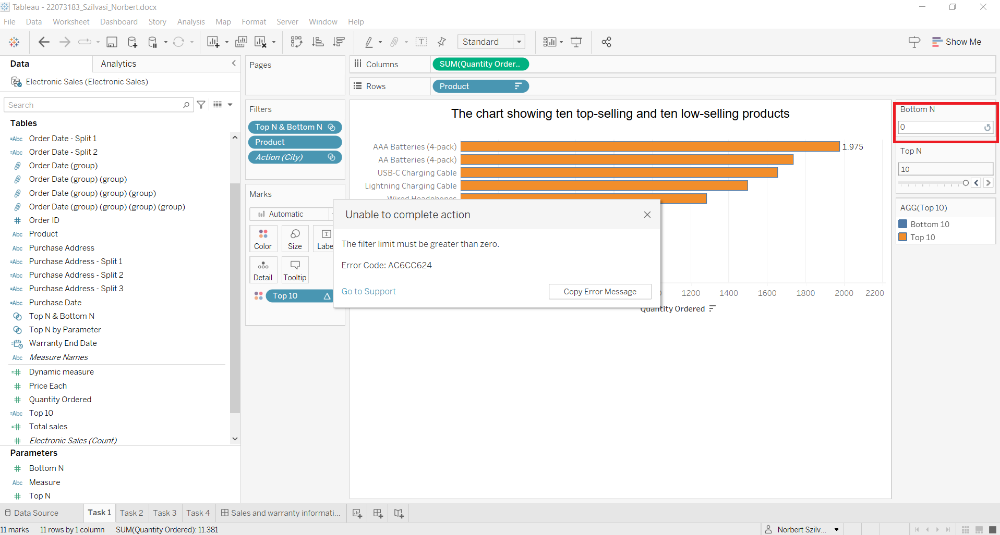 Tableau - 22073183_Szilvasi_Norbert.docx
File Data Worksheet Dashboard Story Analysis Map Format Server Window Help
Standard
Show Me
Data Analytics
Electronic Sales (Electronic Sales)
Search
Tables
=Abc Order Date - Split 1
=Abc Order Date - Split 2
Order Date (group)
Order Date (group) (group)
Order Date (group) (group) (group)
Order Date (group) (group) (group) (group)
# Order ID
Abc Product
Abc Purchase Address
=Abc Purchase Address - Split 1
=Abc Purchase Address - Split 2
=Abc Purchase Address - Split 3
=Abc Purchase Date
Top N & Bottom N
Top N by Parameter
Warranty End Date
Abc Measure Names
=# Dynamic measure
# Price Each
# Quantity Ordered
=Abc Top 10
=# Total sales
# Electronic Sales (Count)
Parameters
# Bottom N
Abc Measure
# Top N
Pages
Filters
Top N & Bottom N
Product
Action (City)
Marks
Automatic
Color Size Labe
Detail Tooltip
Top 10
Columns SUM(Quantity Order..
Rows Product
The chart showing ten top-selling and ten low-selling products
AAA Batteries (4-pack) 1.975
AA Batteries (4-pack)
USB-C Charging Cable
Lightning Charging Cable
Wired Headphones
1200 1400 1600 1800 2000 2200
Quantity Ordered
Unable to complete action
The filter limit must be greater than zero.
Error Code: AC6CC624
Go to Support Copy Error Message
Bottom N
0
Top N
10
AGG(Top 10)
Bottom 10
Top 10
Data Source Task 1 Task 2 Task 3 Task 4 Sales and warranty informati...
11 marks 11 rows by 1 column SUM(Quantity Ordered): 11.381
Norbert Szilv...